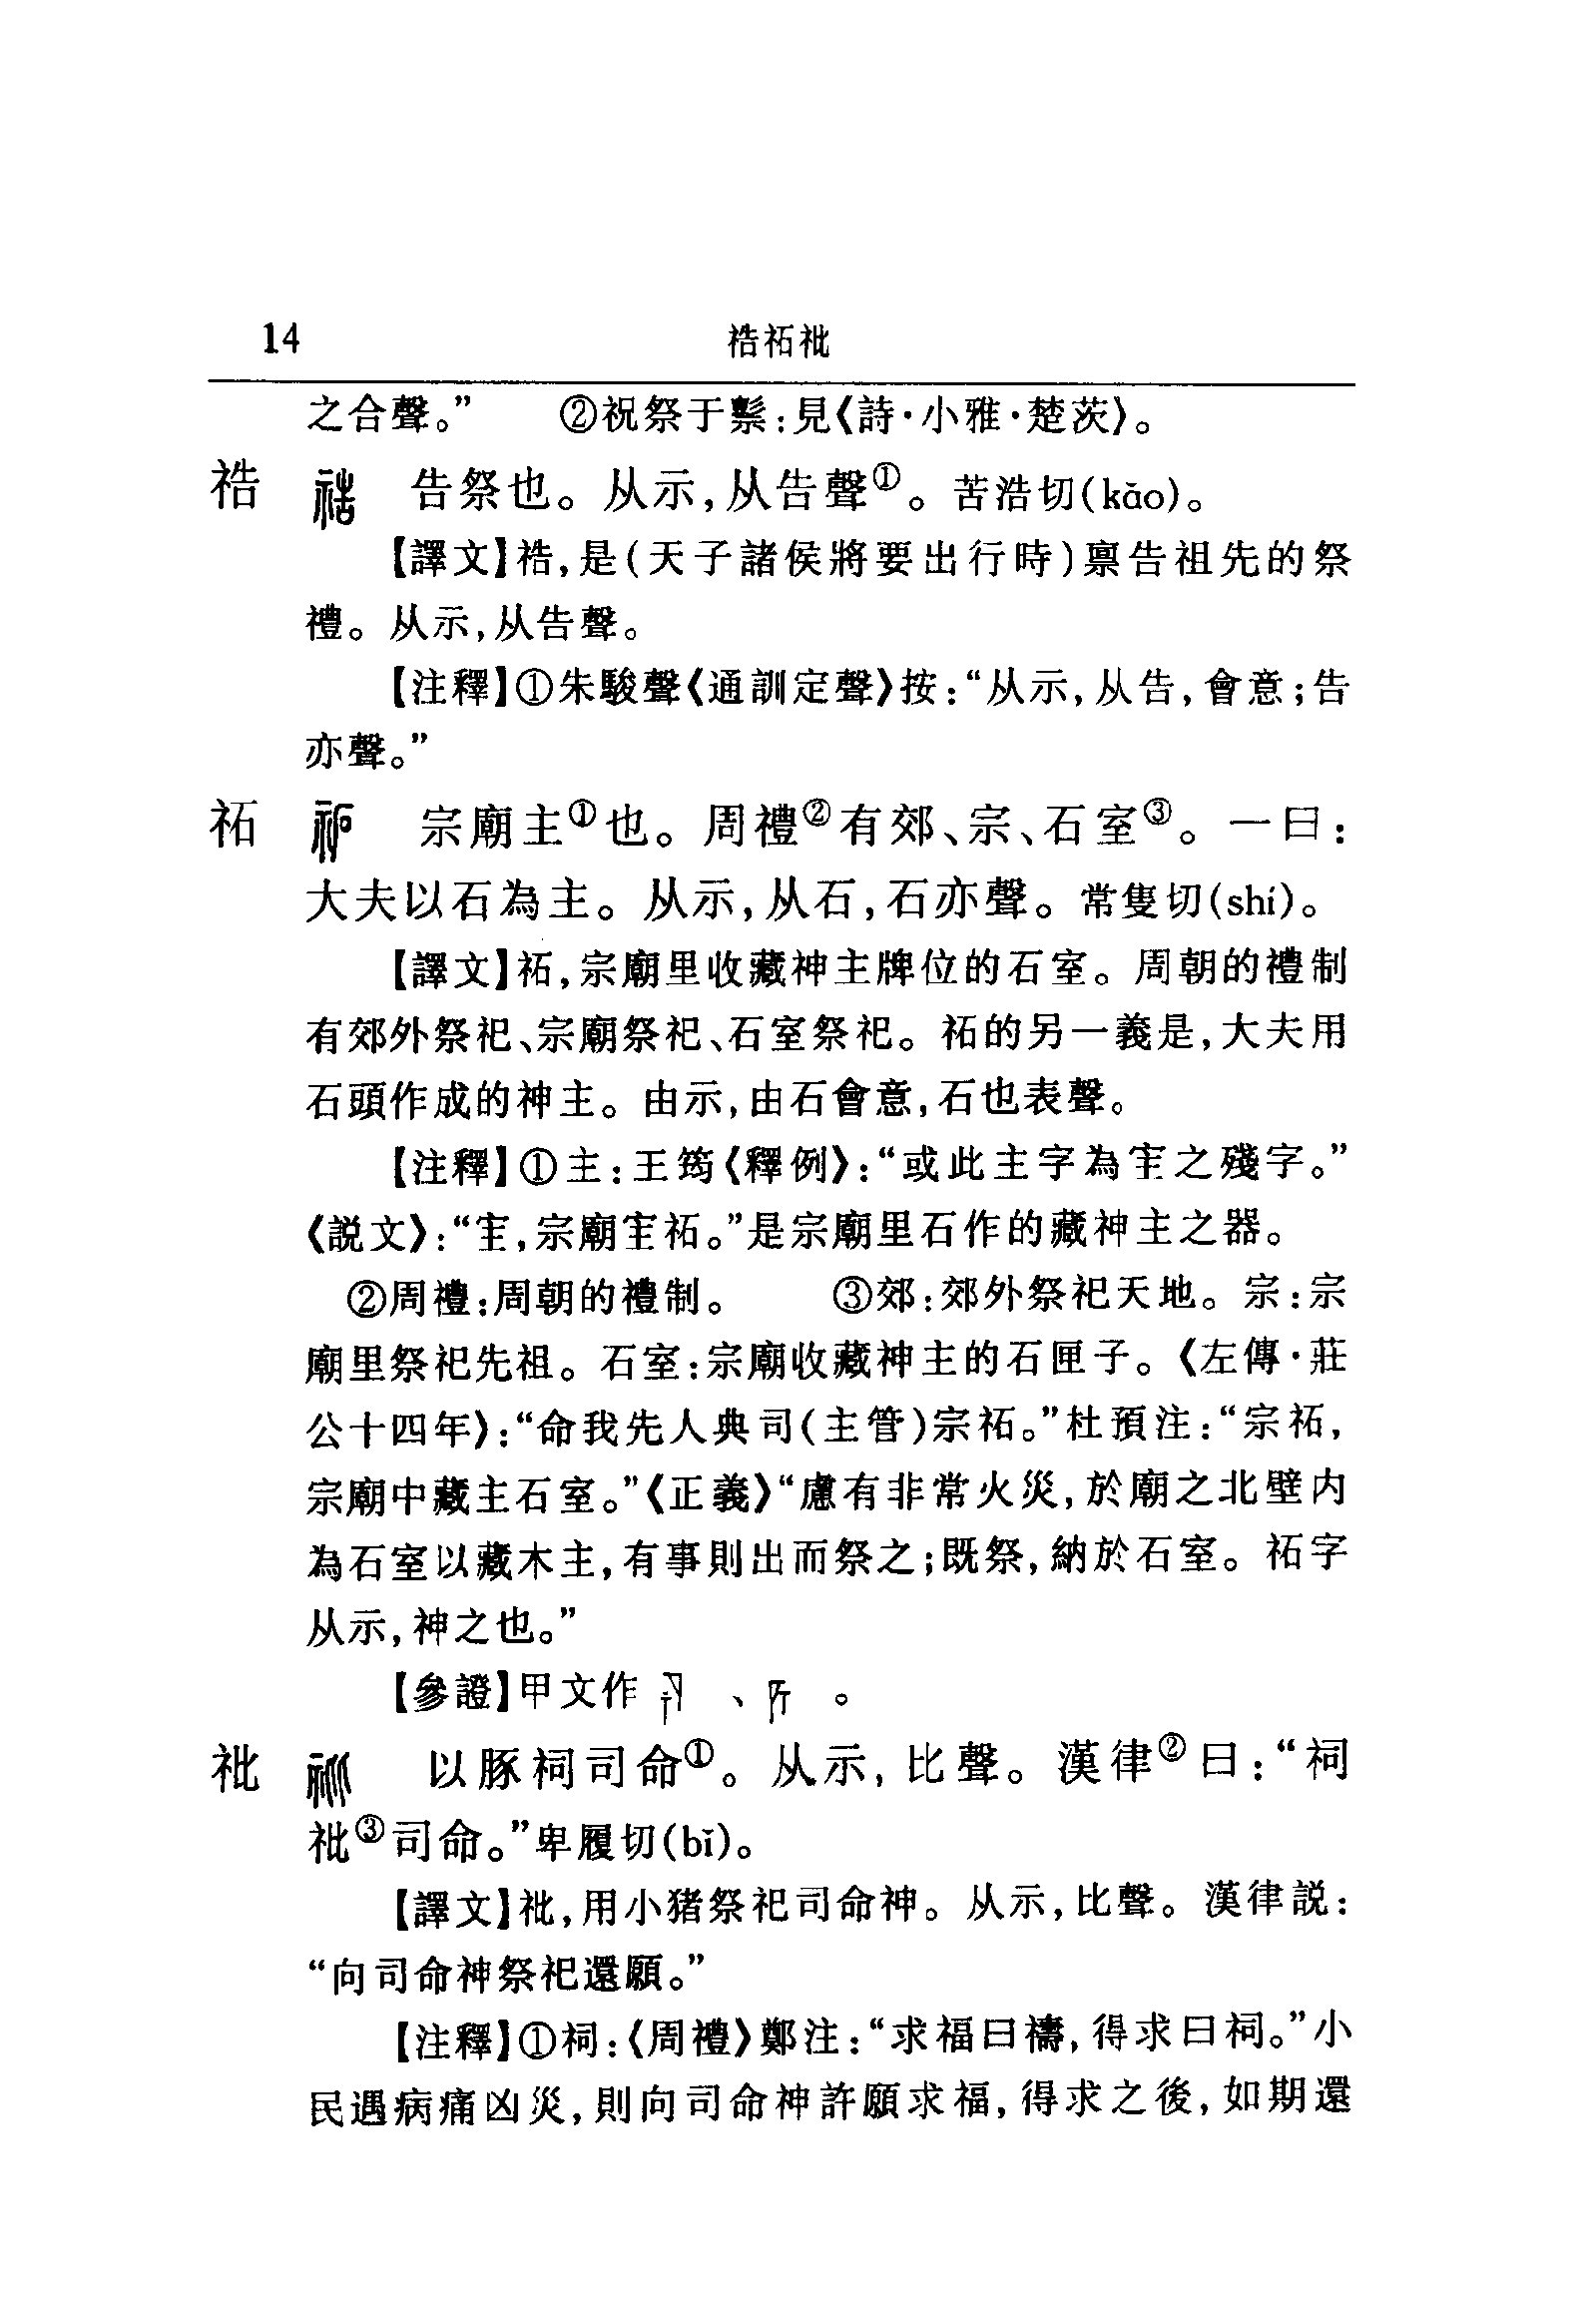 14 祰祏祉
之合聲。” ②祝祭于祊:見《詩·小雅·楚茨》。
祰 告祭也。从示,从告聲①。苦浩切(kǎo)。
【譯文】祰,是(天子諸侯將要出行時)禀告祖先的祭
禮。从示,从告聲。
【注釋】①朱駿聲《通訓定聲》按:“从示,从告,會意;告
亦聲。”
祏 宗廟主①也。周禮②有郊、宗、石室③。一曰:
大夫以石為主。从示,从石,石亦聲。常隻切(shí)。
【譯文】祏,宗廟里收藏神主牌位的石室。周朝的禮制
有郊外祭祀、宗廟祭祀、石室祭祀。祏的另一義是,大夫用
石頭作成的神主。由示,由石會意,石也表聲。
【注釋】①主:王筠《釋例》:“或此主字為宔之殘字。”
《説文》:“宔,宗廟宔祏。”是宗廟里石作的藏神主之器。
②周禮:周朝的禮制。 ③郊:郊外祭祀天地。宗:宗
廟里祭祀先祖。石室:宗廟收藏神主的石匣子。《左傳·莊
公十四年》:“命我先人典司(主管)宗祏。”杜預注:“宗祏,
宗廟中藏主石室。”《正義》“慮有非常火災,於廟之北壁内
為石室以藏木主,有事則出而祭之;既祭,納於石室。祏字
从示,神之也。”
【參證】甲文作 、 。
䃾 以豚祠司命①。从示,比聲。漢律②曰:“祠
䃾③司命。”卑履切(bǐ)。
【譯文】䃾,用小猪祭祀司命神。从示,比聲。漢律説:
“向司命神祭祀還願。”
【注釋】①祠:《周禮》鄭注:“求福曰禱,得求曰祠。”小
民遇病痛凶災,則向司命神許願求福,得求之後,如期還